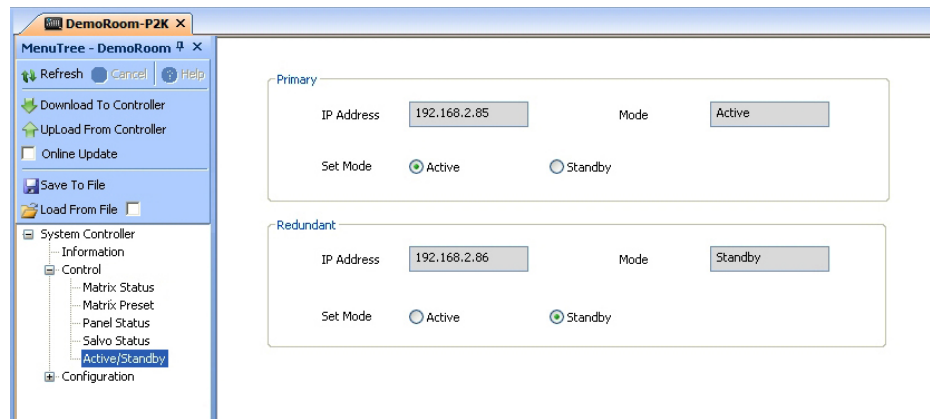 DemoRoom-P2K X
MenuTree - DemoRoom
Refresh Cancel Help
Download To Controller
UpLoad From Controller
Online Update
Save To File
Load From File
System Controller
Information
Control
Matrix Status
Matrix Preset
Panel Status
Salvo Status
Active/Standby
Configuration
Primary
IP Address 192.168.2.85 Mode Active
Set Mode Active Standby
Redundant
IP Address 192.168.2.86 Mode Standby
Set Mode Active Standby